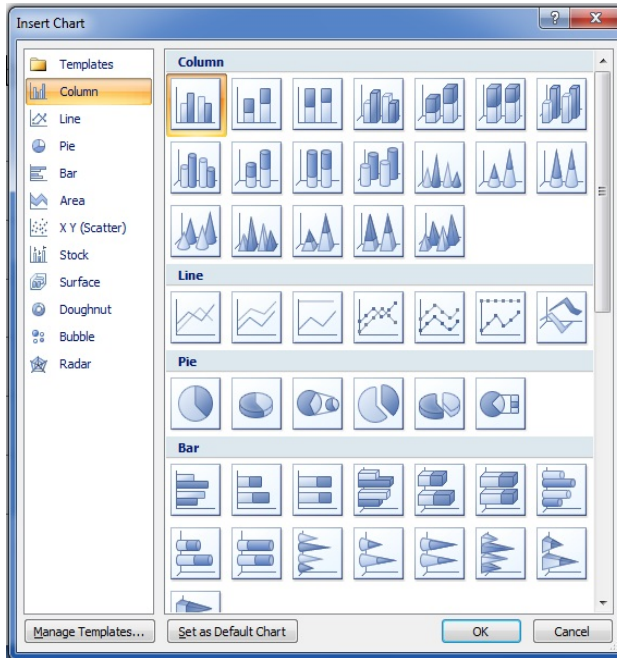 Insert Chart
Templates
Column
Line
Pie
Bar
Area
X Y (Scatter)
Stock
Surface
Doughnut
Bubble
Radar
Column
Line
Pie
Bar
Manage Templates...
Set as Default Chart
OK
Cancel